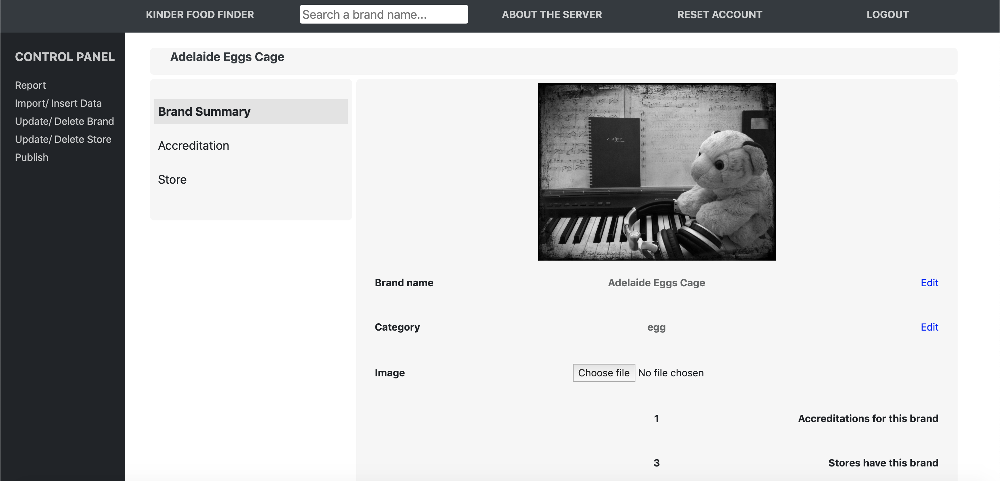 KINDER FOOD FINDER
Search a brand name...
ABOUT THE SERVER
RESET ACCOUNT
LOGOUT
CONTROL PANEL
Report
Import/ Insert Data
Update/ Delete Brand
Update/ Delete Store
Publish
Adelaide Eggs Cage
Brand Summary
Accreditation
Store
Brand name Adelaide Eggs Cage Edit
Category egg Edit
Image Choose file No file chosen
1 Accreditations for this brand
3 Stores have this brand